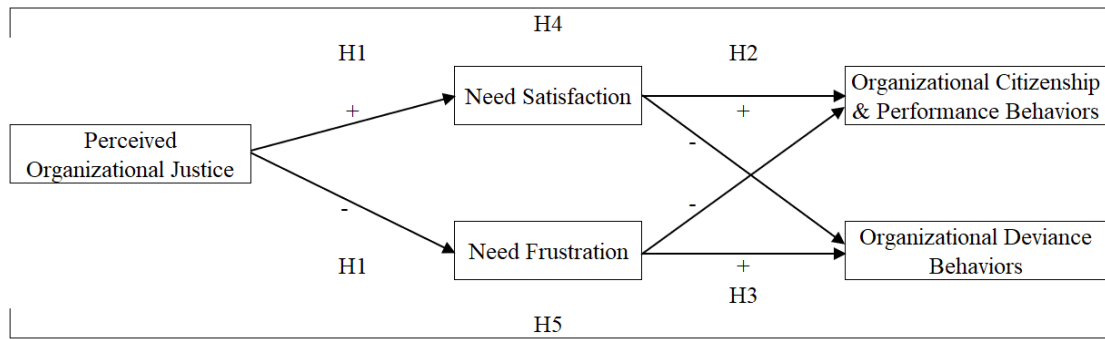 H4
H1
H2
Need Satisfaction
Organizational Citizenship
& Performance Behaviors
+
+
Perceived
Organizational Justice
-
-
-
Need Frustration
Organizational Deviance
Behaviors
H1
+
H3
H5